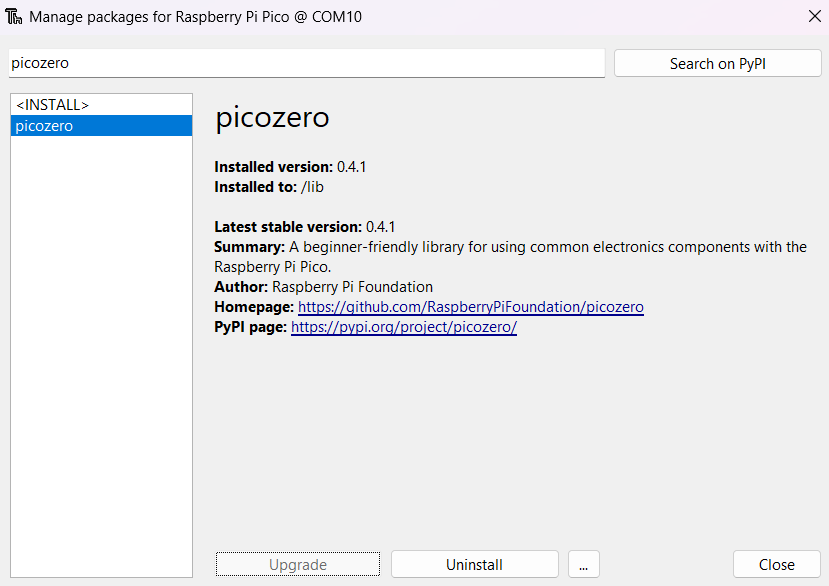 Manage packages for Raspberry Pi Pico @ COM10
picozero
Search on PyPI
<INSTALL>
picozero
picozero
Installed version: 0.4.1
Installed to: /lib
Latest stable version: 0.4.1
Summary: A beginner-friendly library for using common electronics components with the
Raspberry Pi Pico.
Author: Raspberry Pi Foundation
Homepage: https://github.com/RaspberryPiFoundation/picozero
PyPI page: https://pypi.org/project/picozero/
Upgrade
Uninstall
...
Close